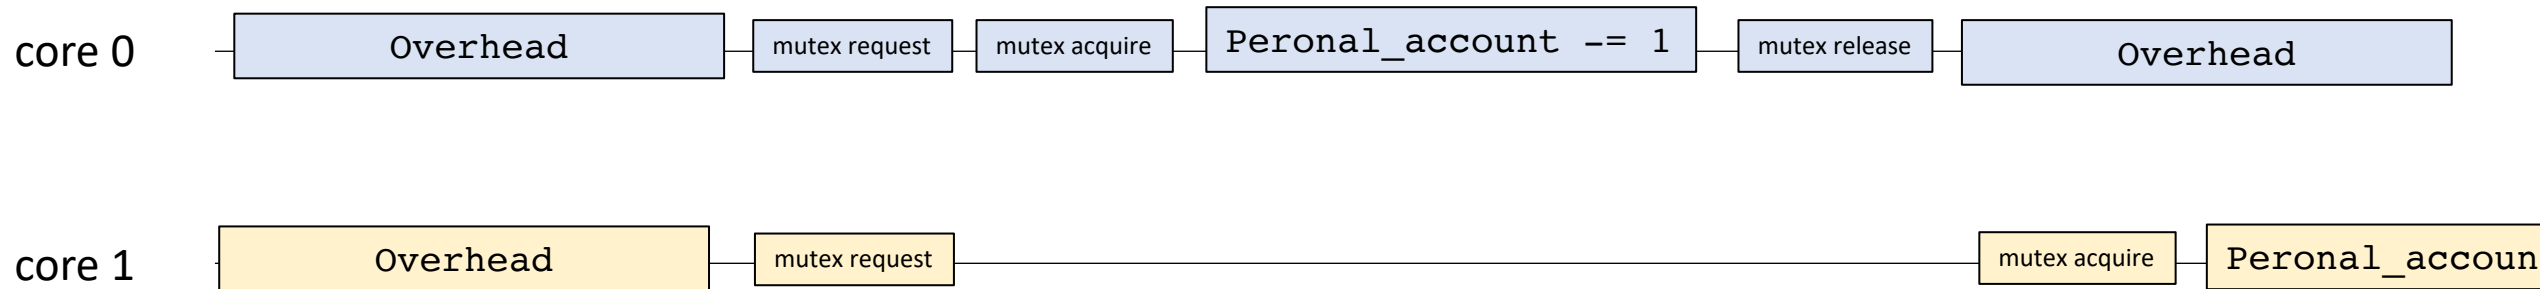 core 0
Overhead
mutex request
mutex acquire
Peronal_account -= 1
mutex release
Overhead
core 1
Overhead
mutex request
mutex acquire
Peronal_accoun